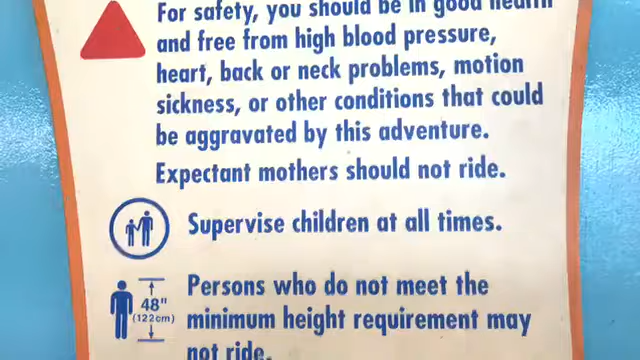 For safety, you should be in good health
and free from high blood pressure,
heart, back or neck problems, motion
sickness, or other conditions that could
be aggravated by this adventure.
Expectant mothers should not ride.
Supervise children at all times.
48"
(122cm)
Persons who do not meet the
minimum height requirement may
not ride.